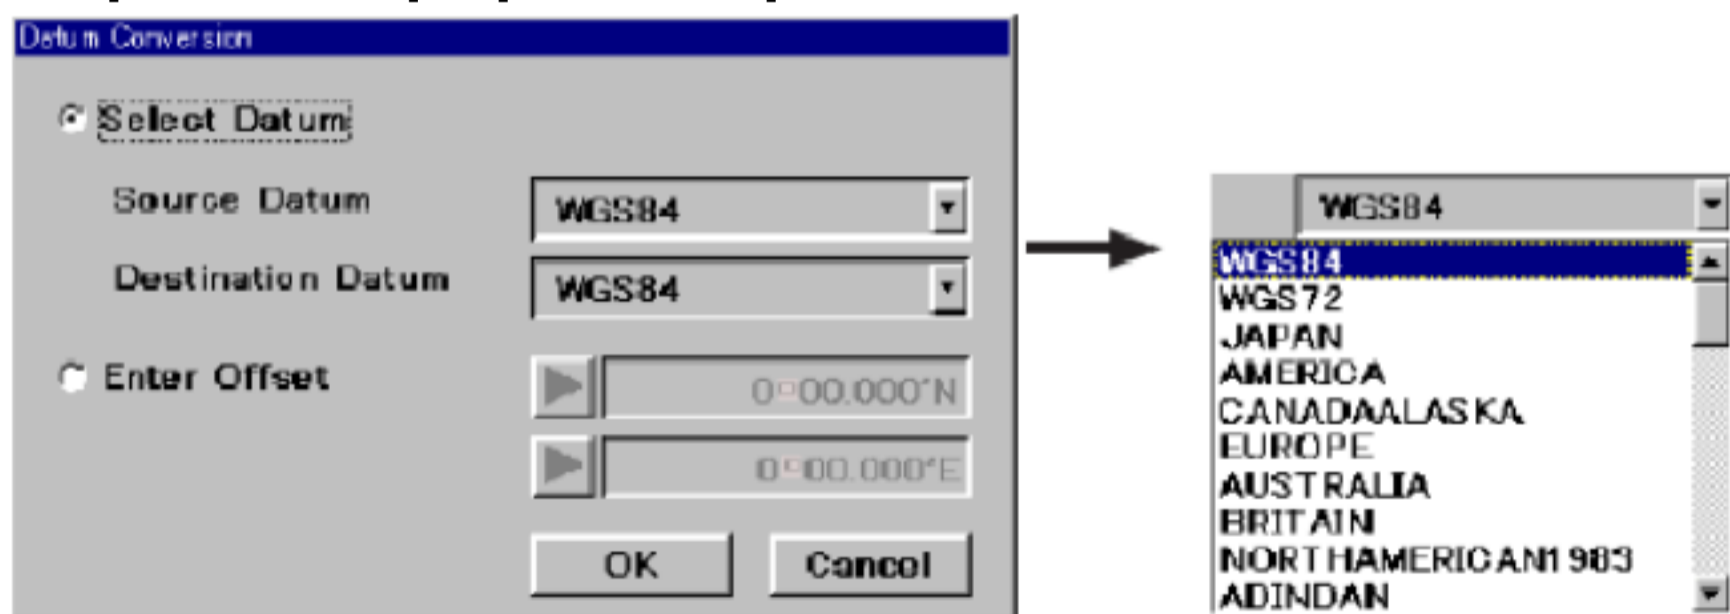 Datum Conversion
Select Datum
Source Datum WGS84
Destination Datum WGS84
Enter Offset 0°00.000'N
0°00.000'E
OK Cancel
WGS84
WGS84
WGS72
JAPAN
AMERICA
CANADAALASKA
EUROPE
AUSTRALIA
BRITAIN
NORTHAMERICAN1983
ADINDAN